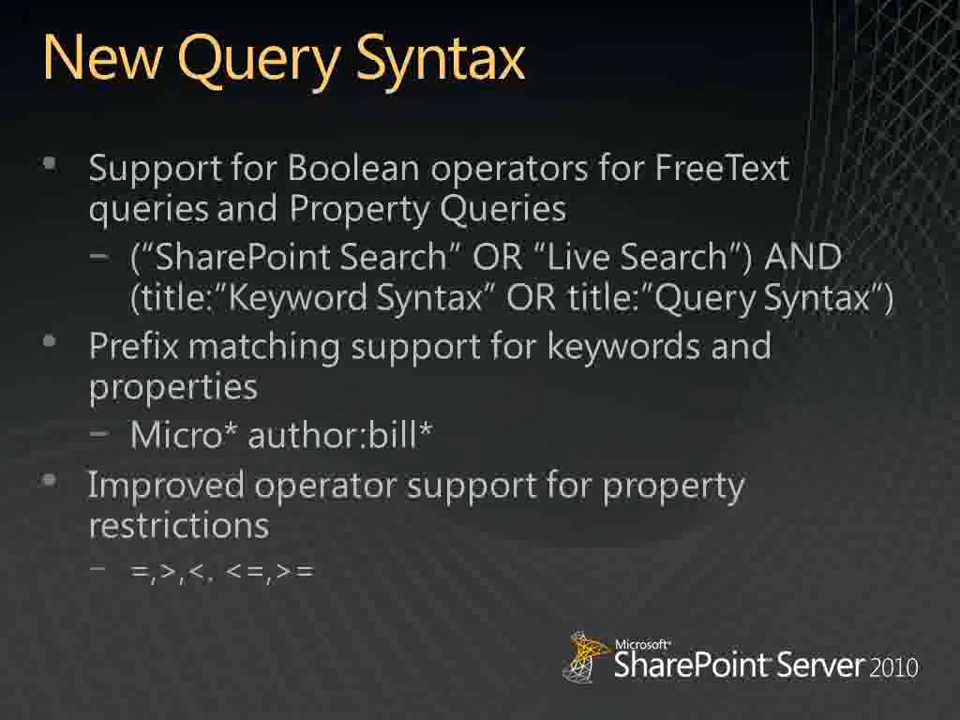 New Query Syntax
• Support for Boolean operators for FreeText
queries and Property Queries
– (“SharePoint Search” OR “Live Search”) AND
(title:”Keyword Syntax” OR title:”Query Syntax”)
• Prefix matching support for keywords and
properties
– Micro* author:bill*
• Improved operator support for property
restrictions
– =,>,<. <=,>=
Microsoft®
SharePoint Server 2010